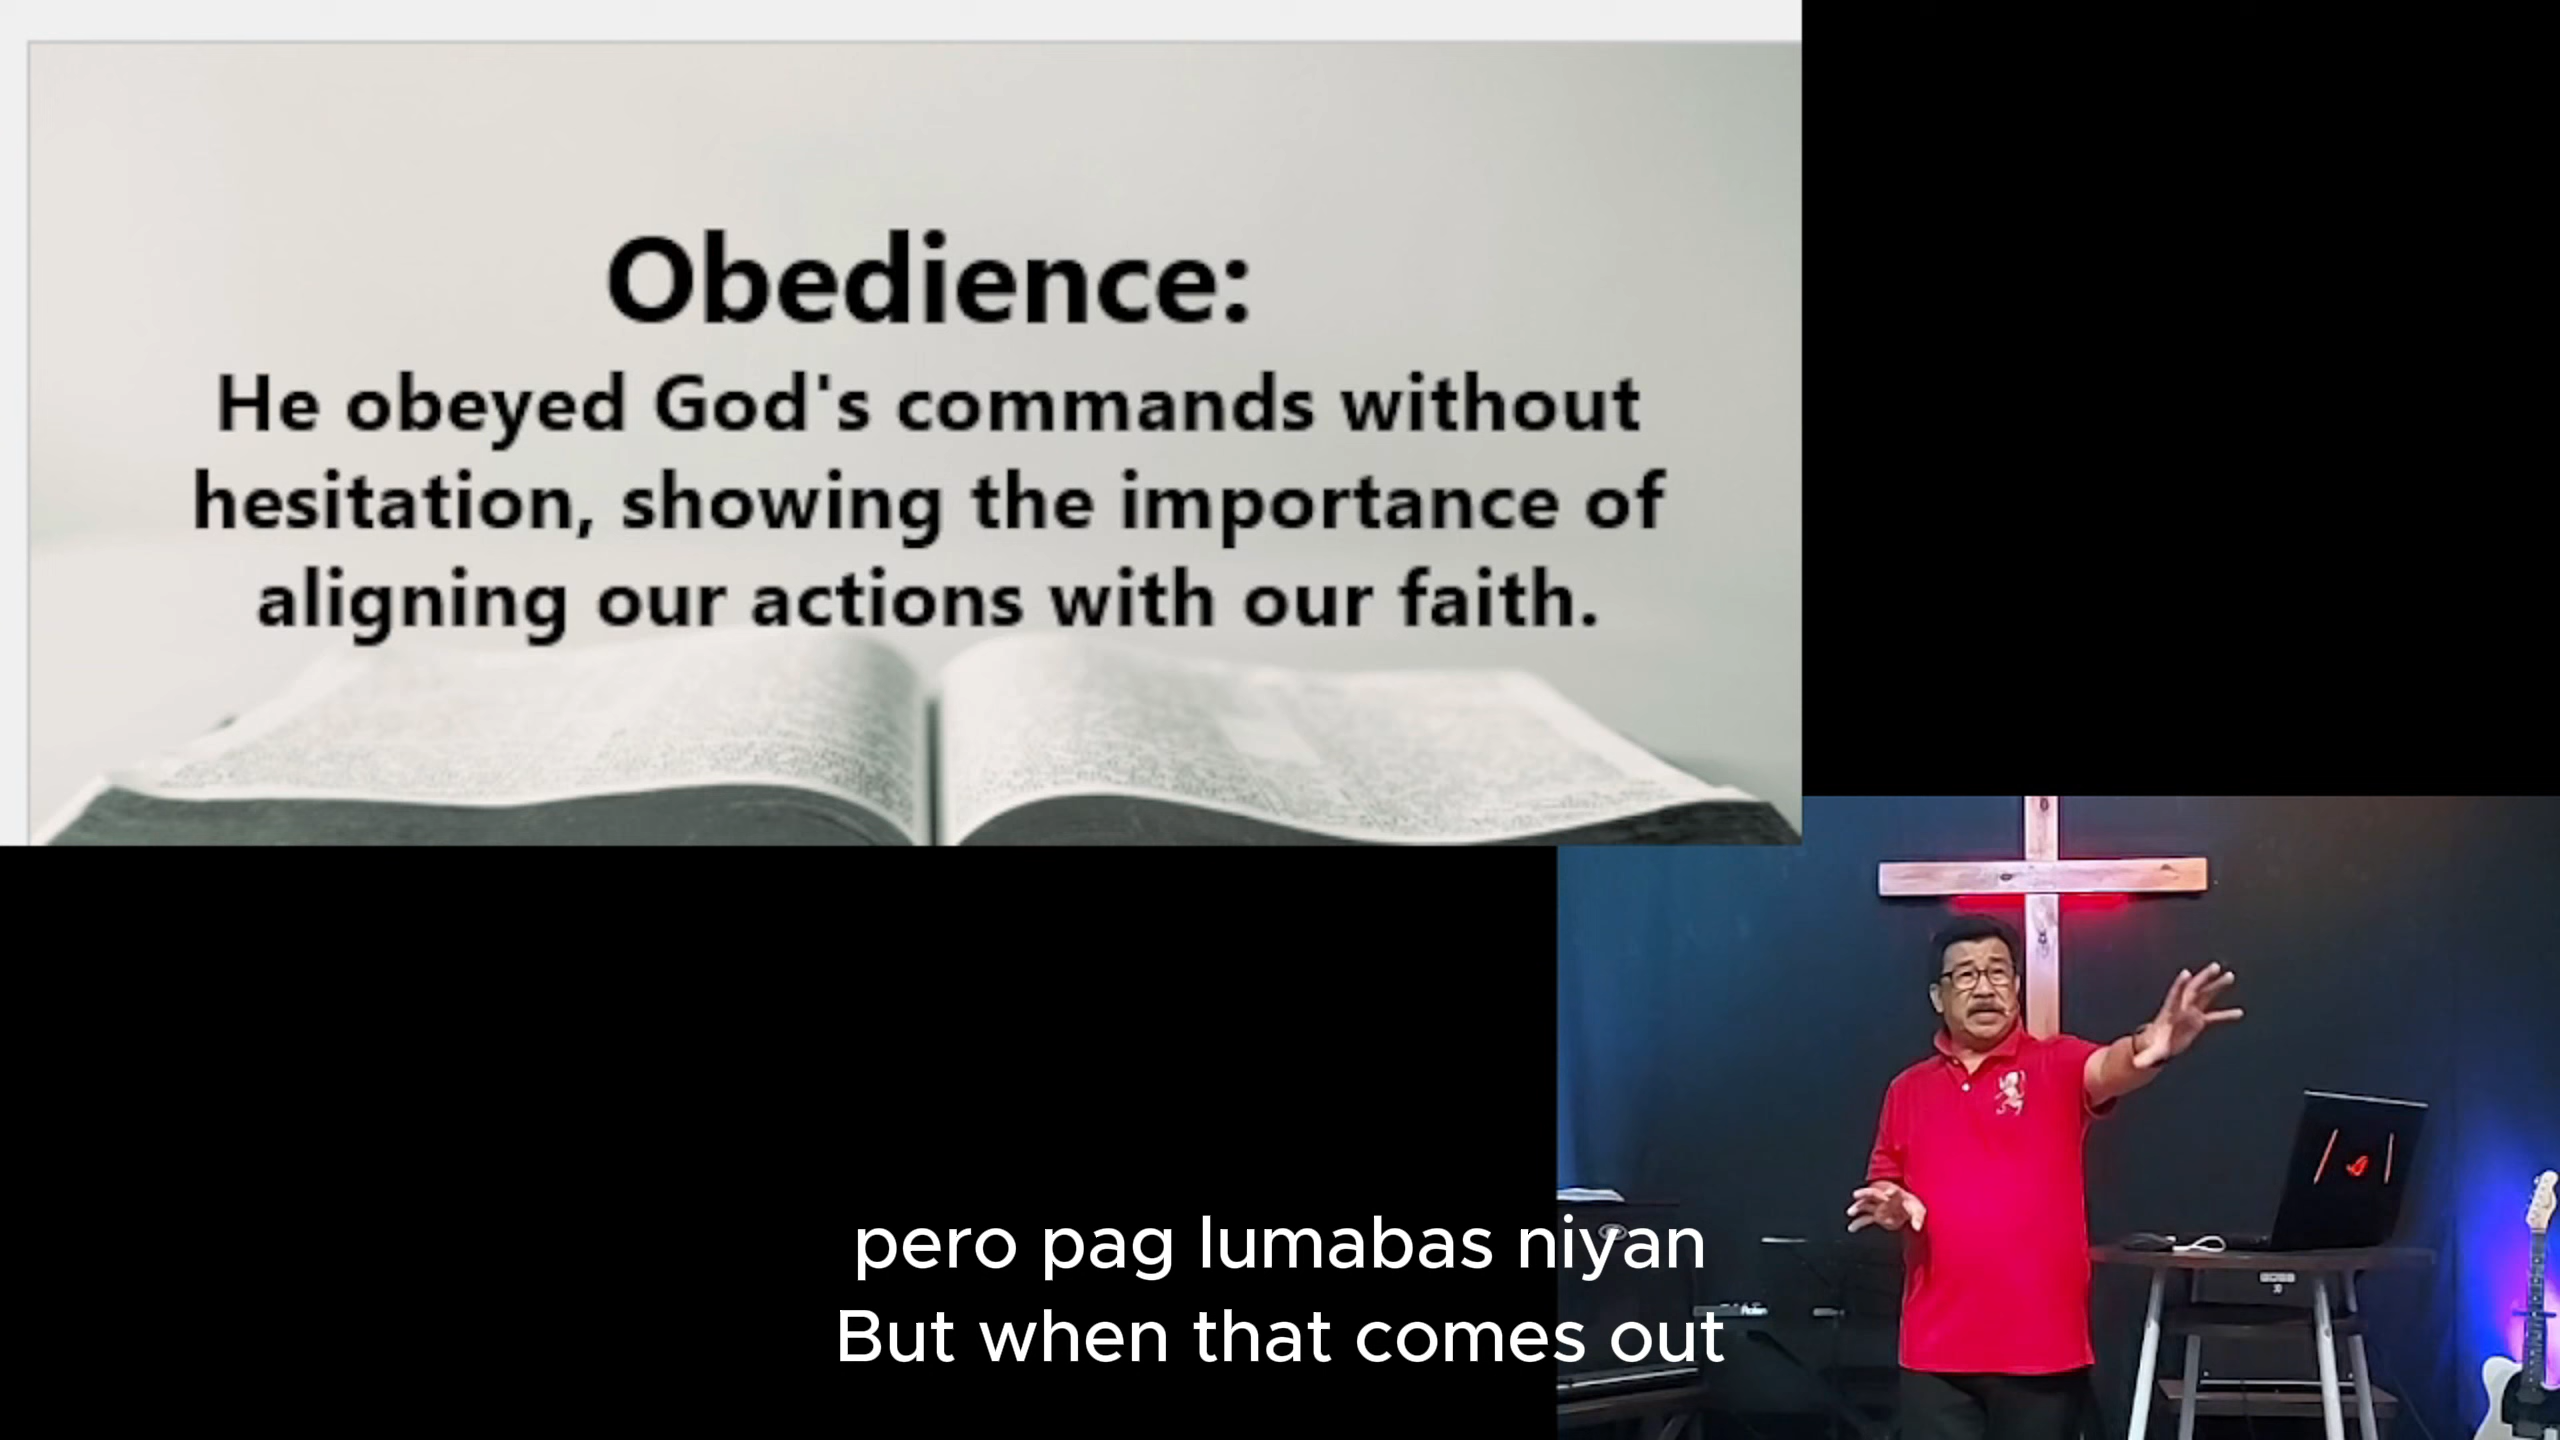 Obedience:
He obeyed God's commands without
hesitation, showing the importance of
aligning our actions with our faith.
pero pag lumabas niyan
But when that comes out